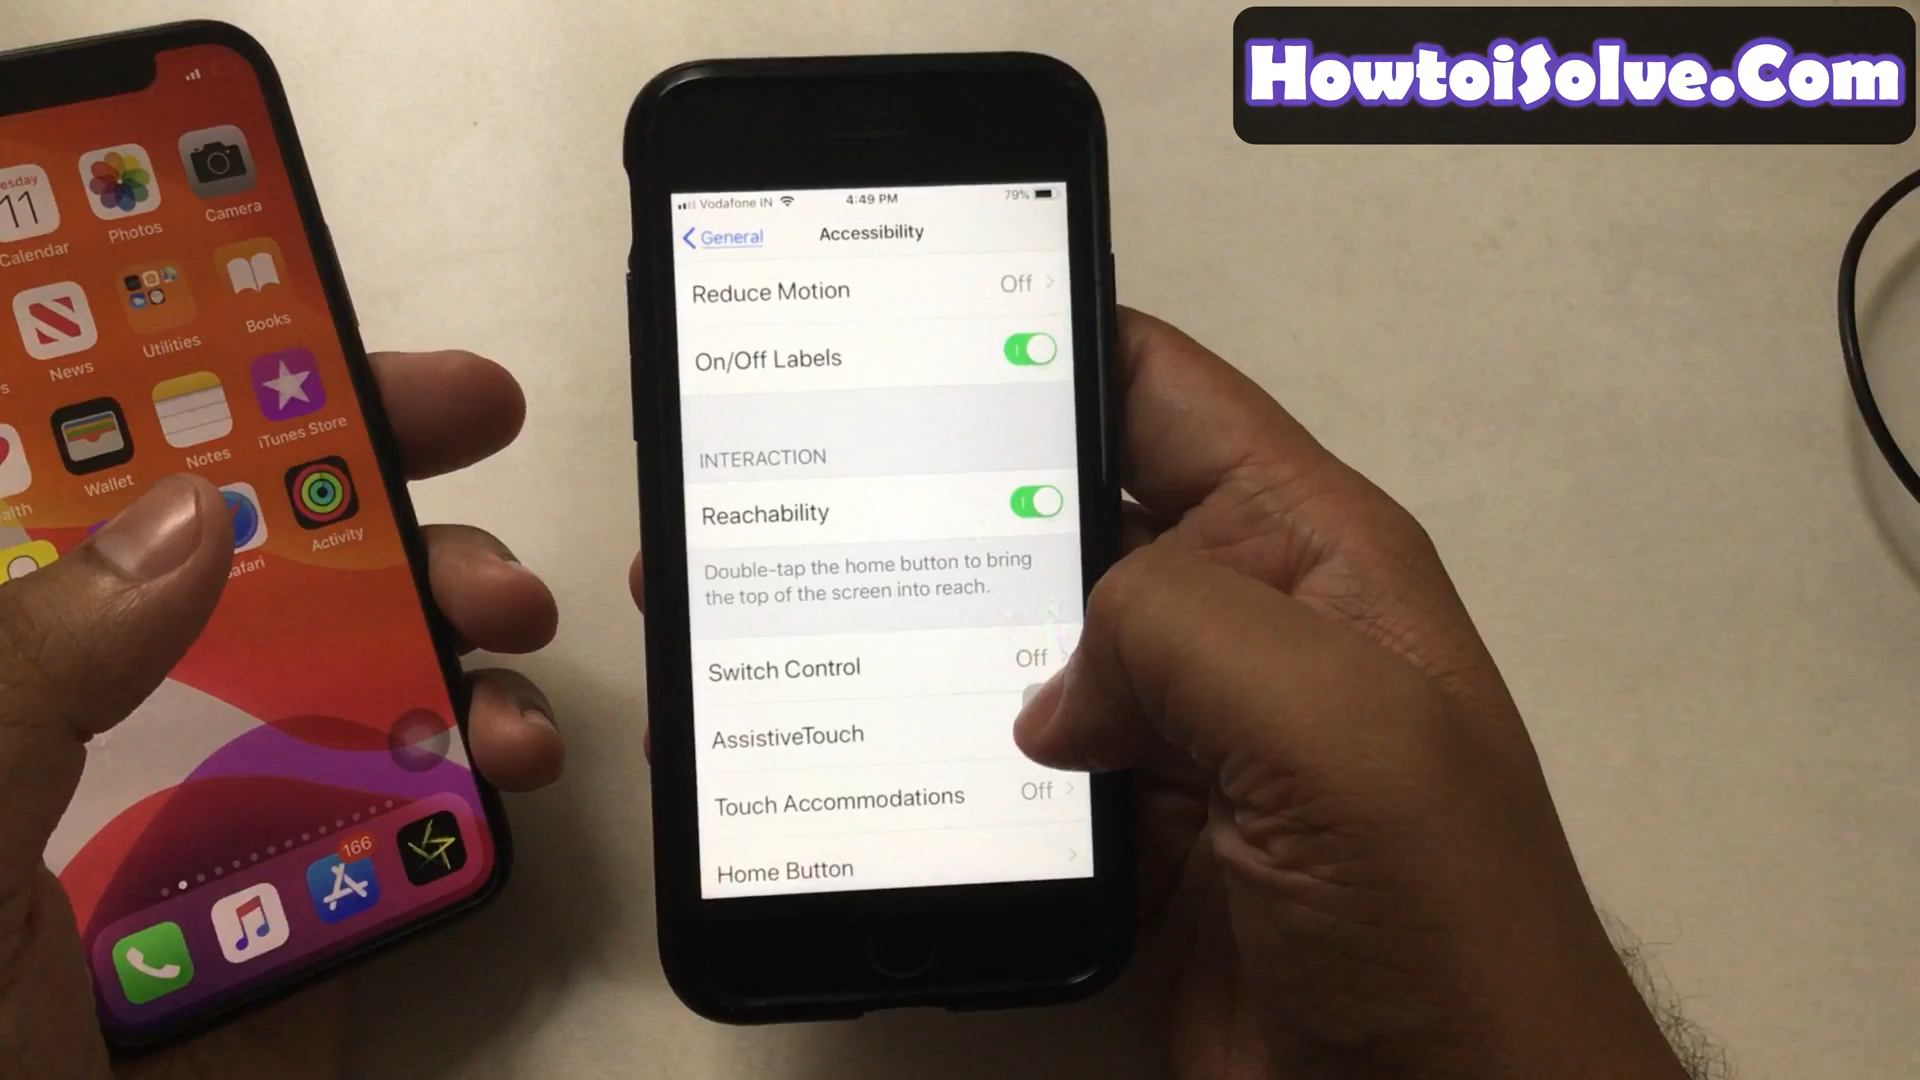 HowtoiSolve.Com
Vodafone IN
4:49 PM
79%
General
Accessibility
Reduce Motion
Off
On/Off Labels
INTERACTION
Reachability
Double-tap the home button to bring
the top of the screen into reach.
Switch Control
Off
AssistiveTouch
Touch Accommodations
Off
Home Button
11
Calendar
Photos
Camera
News
Utilities
Books
Wallet
Notes
iTunes Store
Activity
166